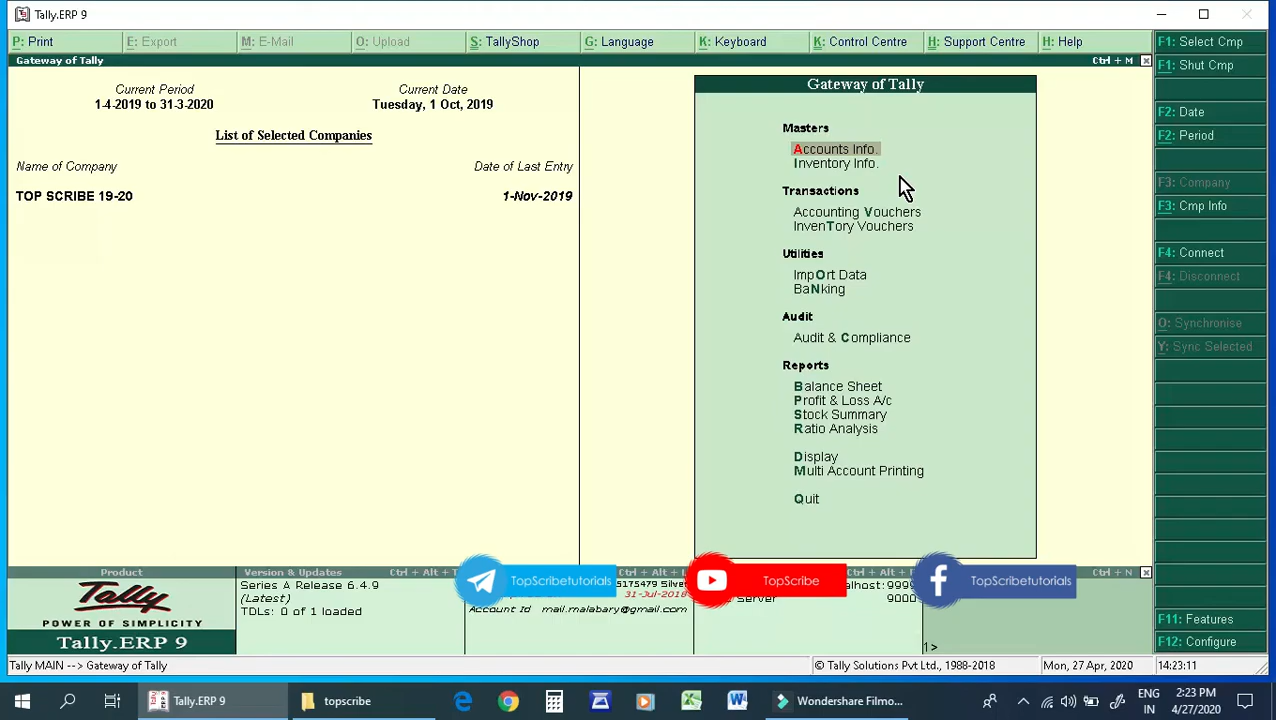 Tally.ERP 9
P: Print
E: Export
M: E-Mail
O: Upload
S: TallyShop
G: Language
K: Keyboard
K: Control Centre
H: Support Centre
H: Help
F1: Select Cmp
F1: Shut Cmp
F2: Date
F2: Period
F3: Company
F3: Cmp Info
F4: Connect
F4: Disconnect
O: Synchronise
Y: Sync Selected
F11: Features
F12: Configure
Gateway of Tally
Ctrl + M
Current Period
1-4-2019 to 31-3-2020
Current Date
Tuesday, 1 Oct, 2019
List of Selected Companies
Name of Company
Date of Last Entry
TOP SCRIBE 19-20
1-Nov-2019
Gateway of Tally
Masters
Accounts Info.
Inventory Info.
Transactions
Accounting Vouchers
InvenTory Vouchers
Utilities
ImpOrt Data
BaNking
Audit
Audit & Compliance
Reports
Balance Sheet
Profit & Loss A/c
Stock Summary
Ratio Analysis
Display
Multi Account Printing
Quit
Product
Version & Updates
Ctrl + Alt + T
Ctrl + Alt + L
Ctrl + N
Tally
POWER OF SIMPLICITY
Tally.ERP 9
Series A Release 6.4.9
(Latest)
TDLs: 0 of 1 loaded
TopScribetutorials
5175479 Silver
31-Jul-2018
Account Id mail.malabary@gmail.com
TopScribe
Server
9000
TopScribetutorials
1>
Tally MAIN --> Gateway of Tally
© Tally Solutions Pvt Ltd., 1988-2018
Mon, 27 Apr, 2020
14:23:11
Tally.ERP 9
topscribe
Wondershare Filmo...
ENG
IN
2:23 PM
4/27/2020